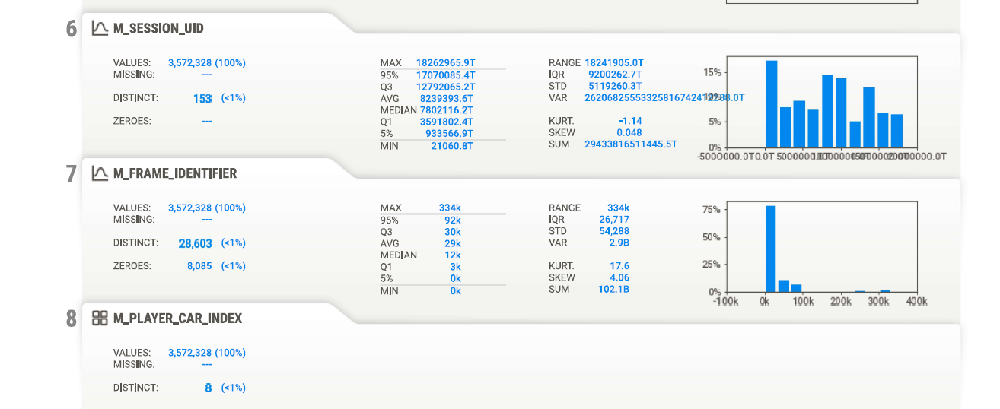 6 M_SESSION_UID
VALUES: 3,572,328 (100%)
MISSING: ---
DISTINCT: 153 (<1%)
ZEROES: ---
MAX 18262965.9T
95% 17070085.4T
Q3 12792065.2T
AVG 8239393.6T
MEDIAN 7802116.2T
Q1 3591802.4T
5% 933566.9T
MIN 21060.8T
RANGE 18241905.0T
IQR 9200262.7T
STD 5119260.3T
VAR
KURT. -1.14
SKEW 0.048
SUM 29433816511445.5T
15%
10%
5%
0%
-5000000.0T 0.0T
7 M_FRAME_IDENTIFIER
VALUES: 3,572,328 (100%)
MISSING: ---
DISTINCT: 28,603 (<1%)
ZEROES: 8,085 (<1%)
MAX 334k
95% 92k
Q3 30k
AVG 29k
MEDIAN 12k
Q1 3k
5% 0k
MIN 0k
RANGE 334k
IQR 26,717
STD 54,288
VAR 2.9B
KURT. 17.6
SKEW 4.06
SUM 102.1B
75%
50%
25%
0%
-100k 0k 100k 200k 300k 400k
8 M_PLAYER_CAR_INDEX
VALUES: 3,572,328 (100%)
MISSING: ---
DISTINCT: 8 (<1%)